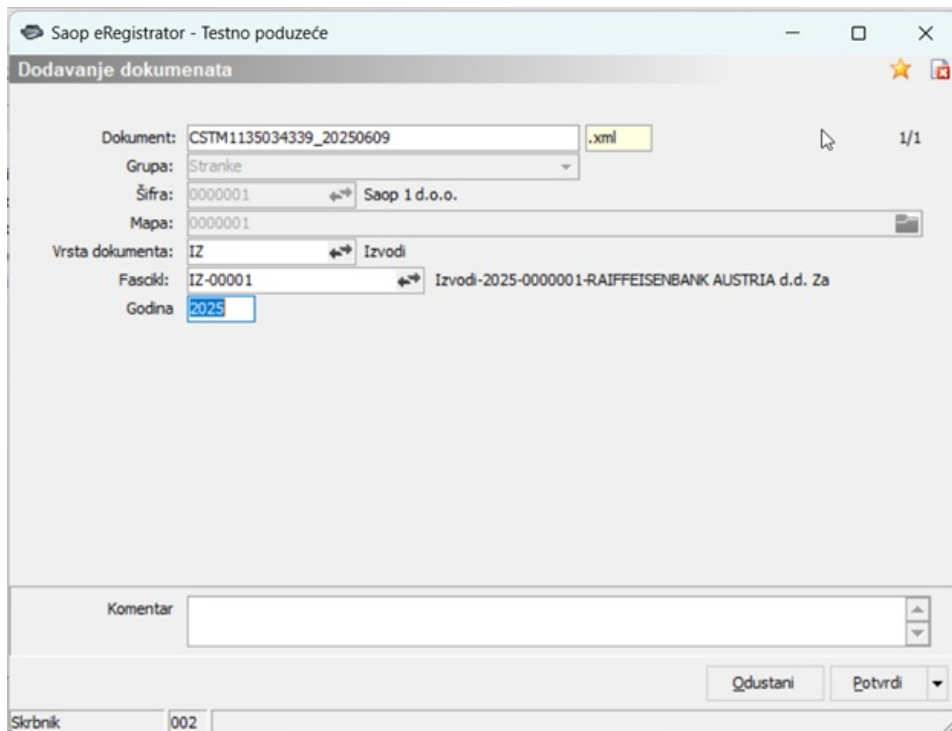 Saop eRegistrator - Testno poduzeće
Dodavanje dokumenata
Dokument: CSTM1135034339_20250609 .xml 1/1
Grupa: Stranke
Šifra: 0000001 Saop 1 d.o.o.
Mapa: 0000001
Vrsta dokumenta: IZ Izvodi
Fascikl: IZ-00001 Izvodi-2025-0000001-RAIFFEISENBANK AUSTRIA d.d. Za
Godina 2025
Komentar
Odustani Potvrdi
Skrbnik 002